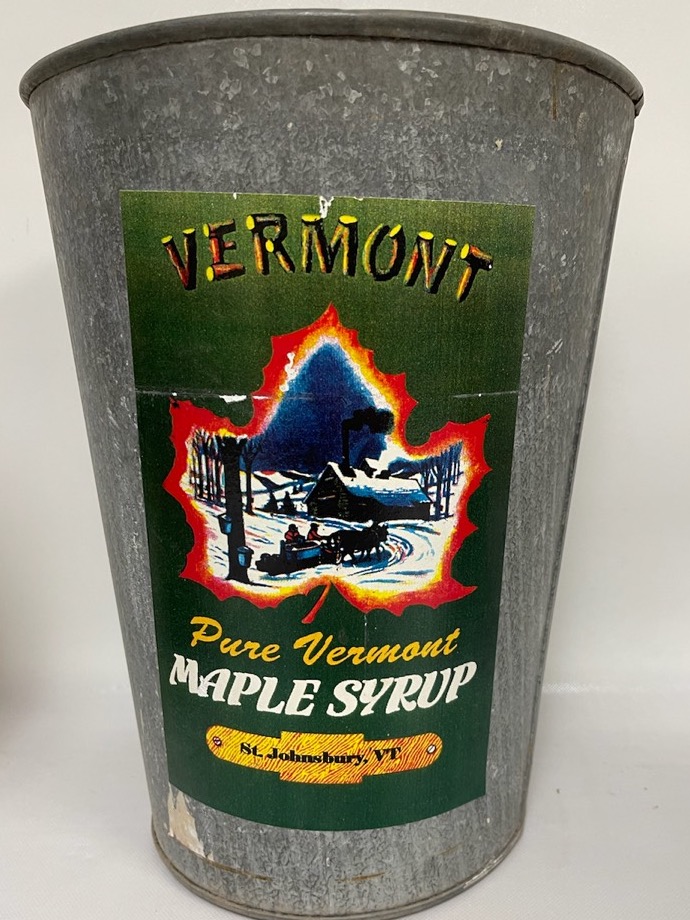 VERMONT
Pure Vermont
MAPLE SYRUP
St. Johnsbury, VT